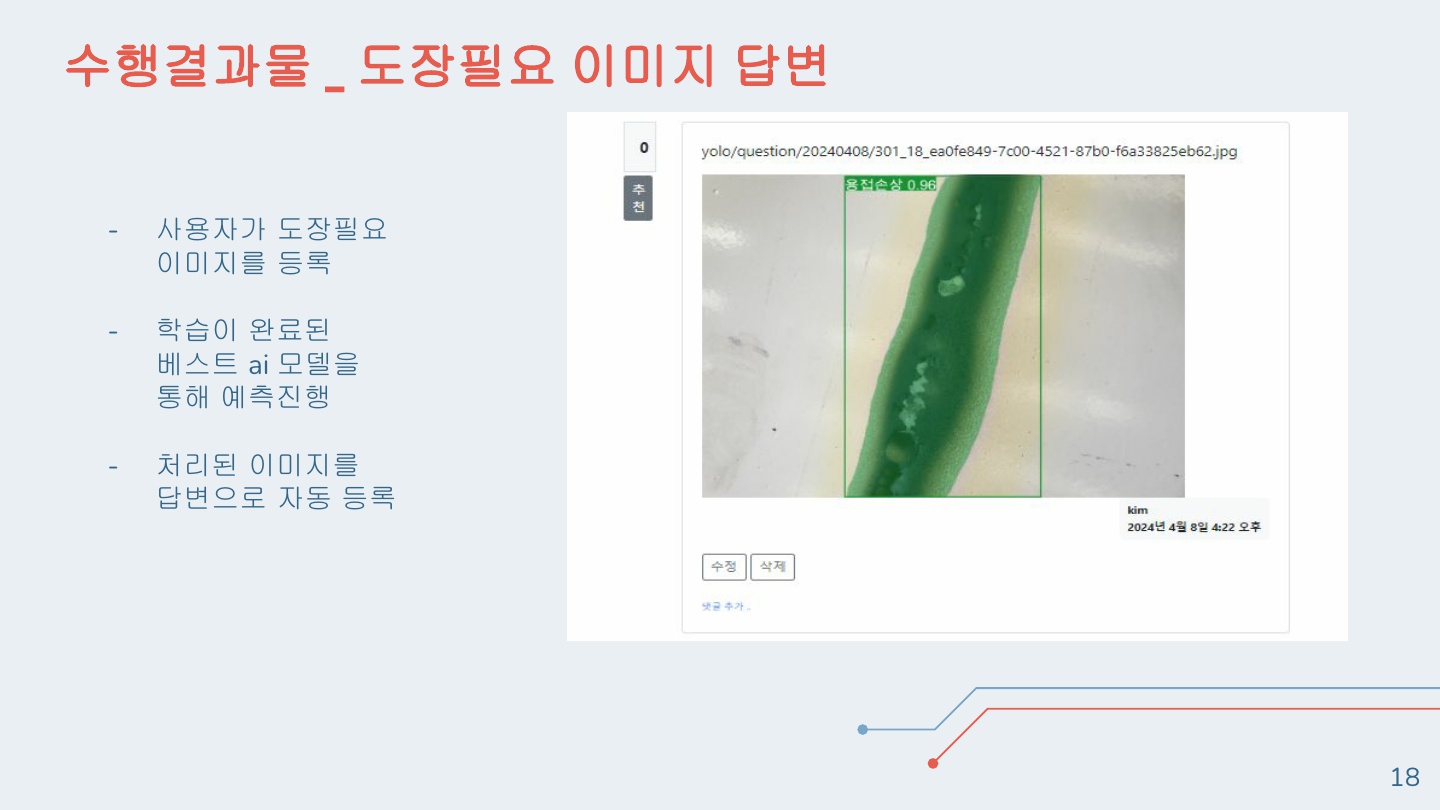 수행결과물 _ 도장필요 이미지 답변
- 사용자가 도장필요
이미지를 등록
- 학습이 완료된
베스트 ai 모델을
통해 예측진행
- 처리된 이미지를
답변으로 자동 등록
0
추
천
yolo/question/20240408/301_18_ea0fe849-7c00-4521-87b0-f6a33825eb62.jpg
용접손상 0.96
kim
2024년 4월 8일 4:22 오후
수정 삭제
댓글 추가 ..
18